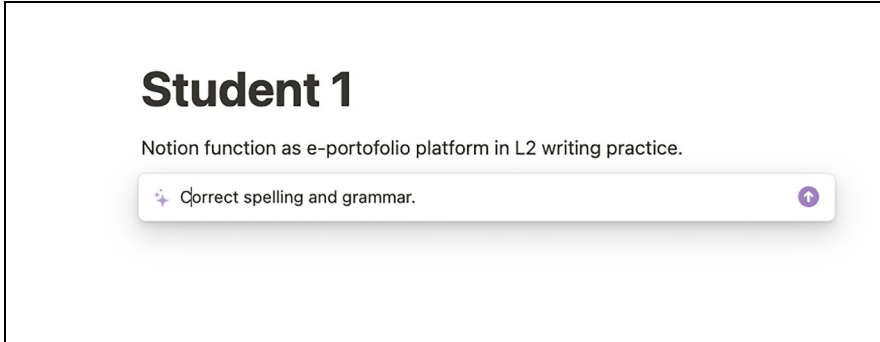 Student 1
Notion function as e-portofolio platform in L2 writing practice.
Correct spelling and grammar.